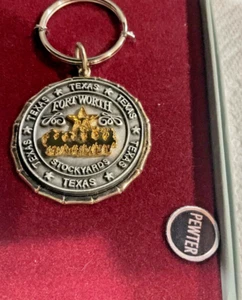 TEXAS ★ TEXAS ★ TEXAS ★ TEXAS ★ TEXAS ★ TEXAS ★
FORT WORTH
STOCKYARDS
PEWTER